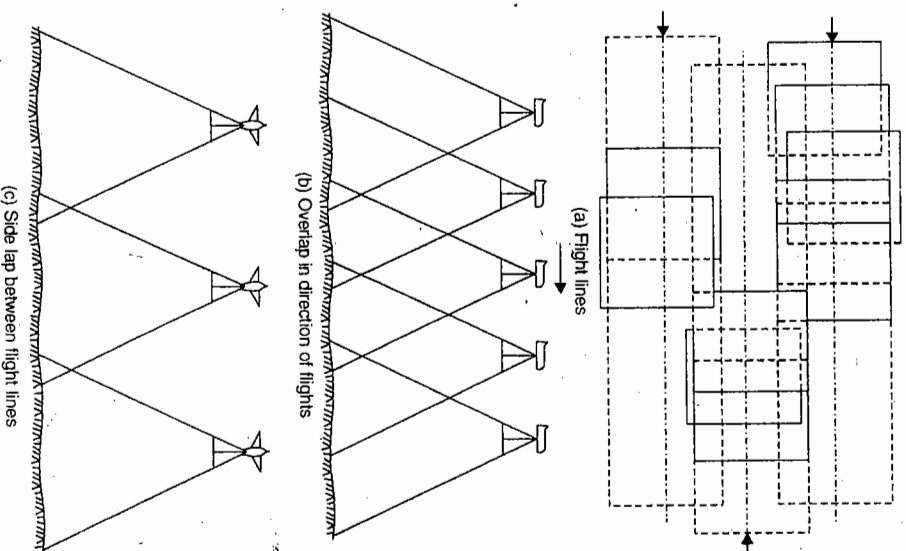 (a) Flight lines
(b) Overlap in direction of flights
(c) Side lap between flight lines